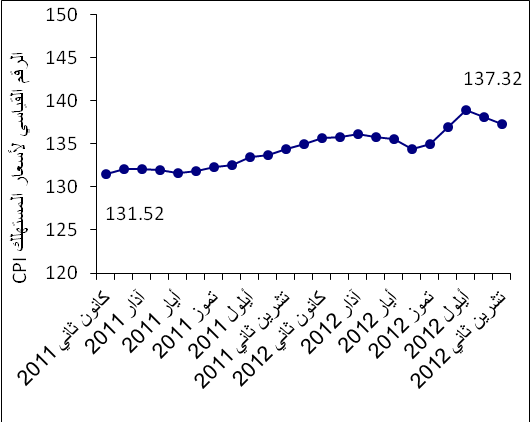 الرقم القياسي لأسعار المستهلك CPI
150
145
140
135
130
125
120
137.32
131.52
كانون ثاني 2011
آذار 2011
أيار 2011
تموز 2011
أيلول 2011
تشرين ثاني 2011
كانون ثاني 2012
آذار 2012
أيار 2012
تموز 2012
أيلول 2012
تشرين ثاني 2012